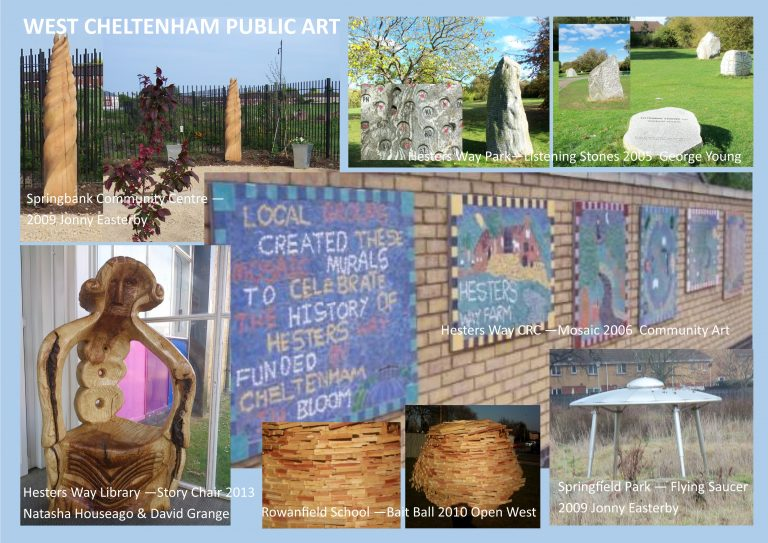 WEST CHELTENHAM PUBLIC ART
Hesters Way Park—Listening Stones 2005 George Young
Springbank Community Centre —
2009 Jonny Easterby
LOCAL GROUPS
CREATED THESE
MOSAIC MURALS
TO CELEBRATE
THE HISTORY OF
HESTERS WAY
FUNDED BY
CHELTENHAM
IN BLOOM
HESTERS
WAY FARM
Hesters Way CRC —Mosaic 2006 Community Art
Hesters Way Library —Story Chair 2013
Natasha Houseago & David Grange
Rowanfield School —Bait Ball 2010 Open West
Springfield Park — Flying Saucer
2009 Jonny Easterby